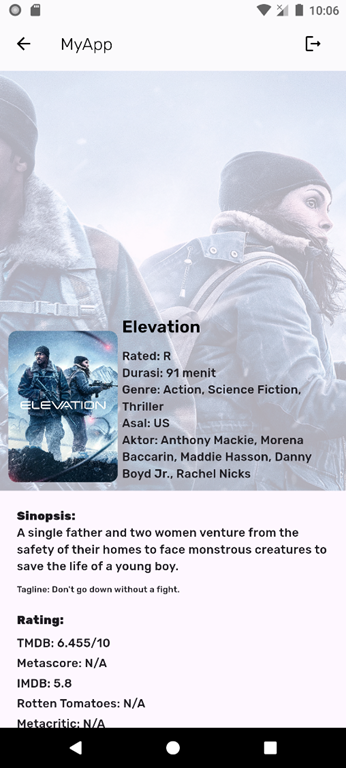 10:06
MyApp
Elevation
Rated: R
Durasi: 91 menit
Genre: Action, Science Fiction,
Thriller
Asal: US
Aktor: Anthony Mackie, Morena
Baccarin, Maddie Hasson, Danny
Boyd Jr., Rachel Nicks
ELEVATION
Sinopsis:
A single father and two women venture from the
safety of their homes to face monstrous creatures to
save the life of a young boy.
Tagline: Don't go down without a fight.
Rating:
TMDB: 6.455/10
Metascore: N/A
IMDB: 5.8
Rotten Tomatoes: N/A
Metacritic: N/A